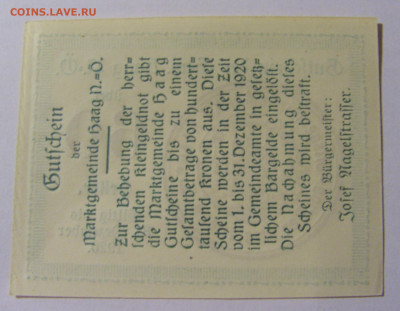 COINS.LAVE.RU
Gutschein
der
Marktgemeinde Haag N.=Ö.
Zur Behebung der herr=
schenden Kleingeldnot gibt
die Marktgemeinde Haag
Gutscheine bis zu einem
Gesamtbetrage von hundert=
tausend Kronen aus. Diese
Scheine werden in der Zeit
vom 1. bis 31. Dezember 1920
im Gemeindeamte in gesetz=
lichem Bargelde eingelöst.
Die Nachahmung dieses
Scheines wird bestraft.
Der Bürgermeister:
Josef Nagelstrasser.